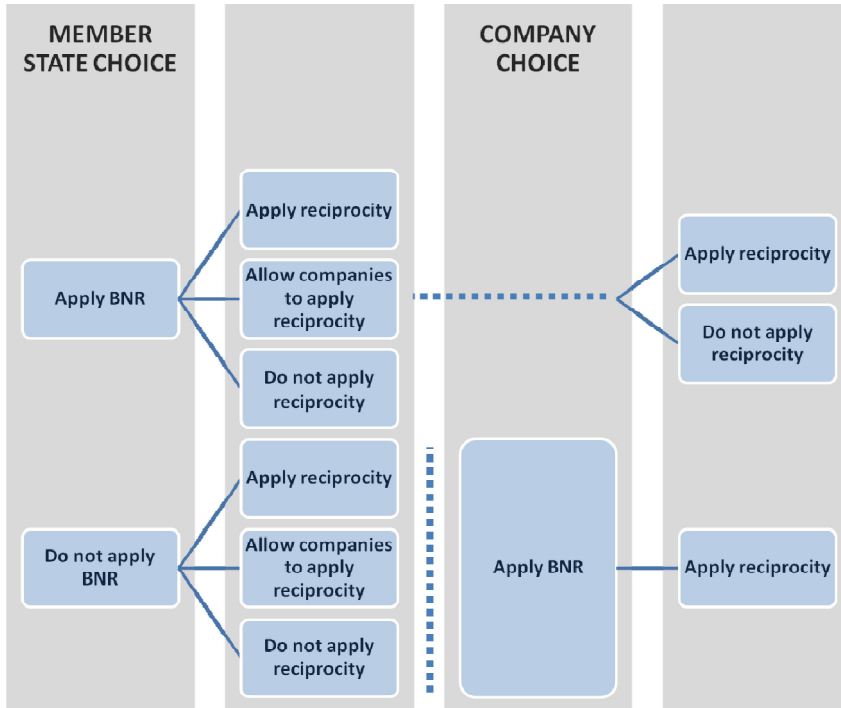 MEMBER
STATE CHOICE
COMPANY
CHOICE
Apply BNR
Apply reciprocity
Allow companies
to apply
reciprocity
Do not apply
reciprocity
Apply reciprocity
Do not apply
reciprocity
Do not apply
BNR
Apply reciprocity
Allow companies
to apply
reciprocity
Do not apply
reciprocity
Apply BNR
Apply reciprocity